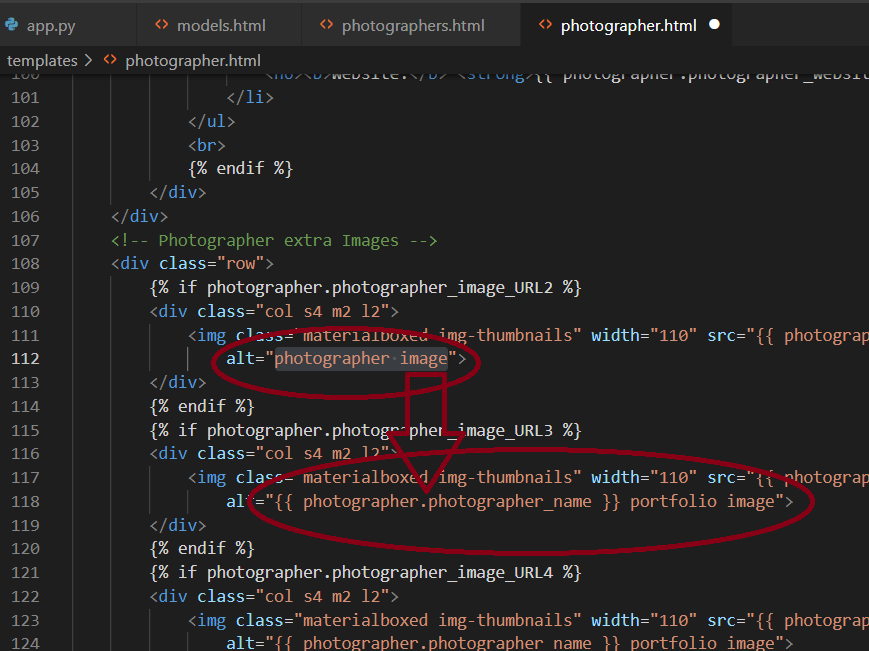 app.py models.html photographers.html photographer.html
templates > photographer.html
100 <h6><b>Website:</b> <strong>{{ photographer.photographer_websit
101 </li>
102 </ul>
103 <br>
104 {% endif %}
105 </div>
106 </div>
107 <!-- Photographer extra Images -->
108 <div class="row">
109 {% if photographer.photographer_image_URL2 %}
110 <div class="col s4 m2 l2">
111 <img class="materialboxed img-thumbnails" width="110" src="{{ photograp
112 alt="photographer image">
113 </div>
114 {% endif %}
115 {% if photographer.photographer_image_URL3 %}
116 <div class="col s4 m2 l2">
117 <img class="materialboxed img-thumbnails" width="110" src="{{ photograp
118 alt="{{ photographer.photographer_name }} portfolio image">
119 </div>
120 {% endif %}
121 {% if photographer.photographer_image_URL4 %}
122 <div class="col s4 m2 l2">
123 <img class="materialboxed img-thumbnails" width="110" src="{{ photograp
124 alt="{{ photographer.photographer_name }} portfolio image">